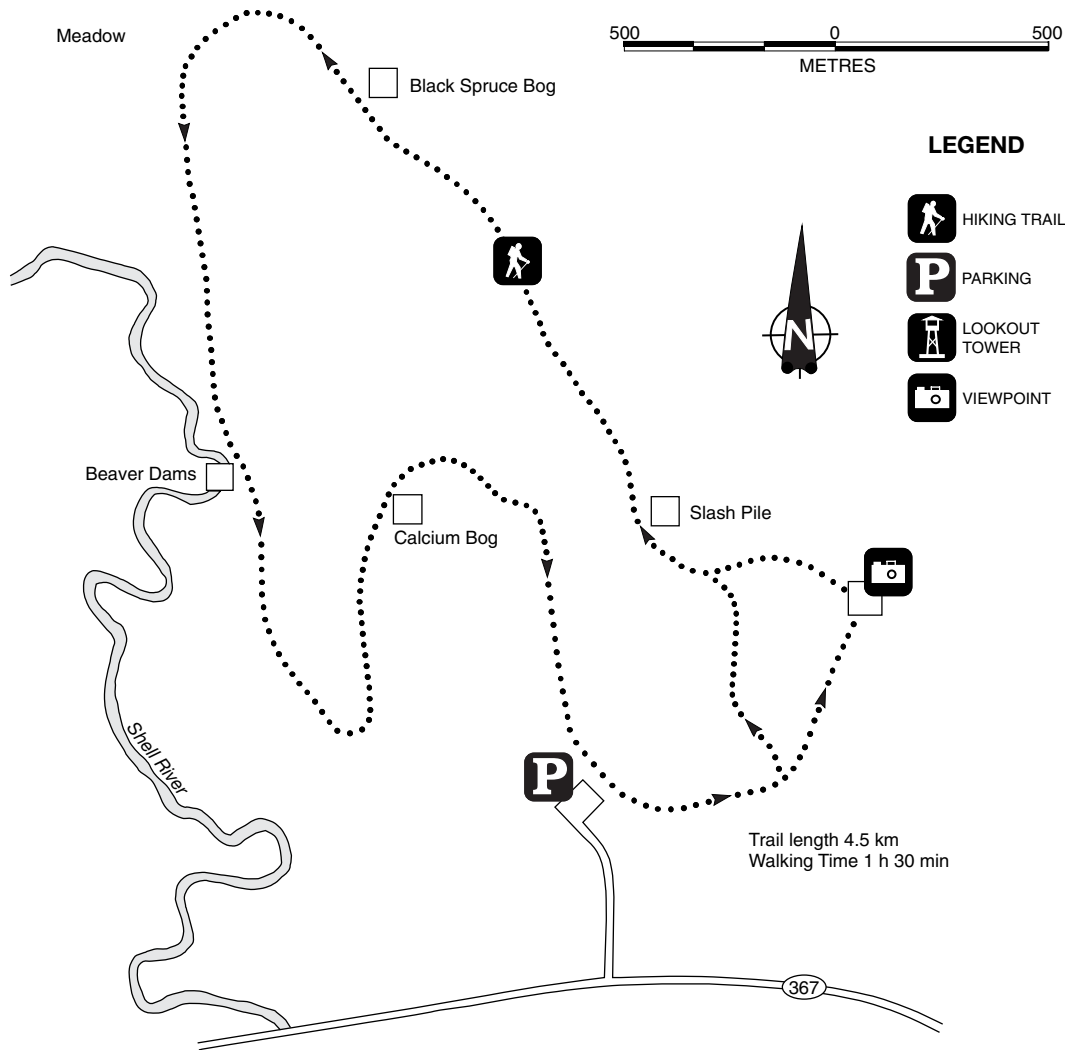 Meadow
500 0 500
METRES
Black Spruce Bog
LEGEND
HIKING TRAIL
P PARKING
LOOKOUT
TOWER
VIEWPOINT
N
Beaver Dams
Calcium Bog
Slash Pile
Shell River
P
Trail length 4.5 km
Walking Time 1 h 30 min
367